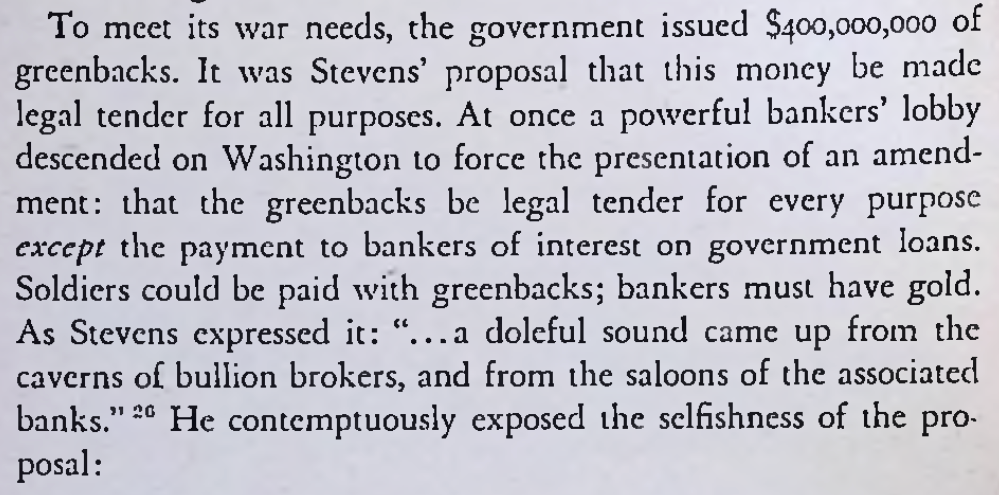 To meet its war needs, the government issued $400,000,000 of
greenbacks. It was Stevens' proposal that this money be made
legal tender for all purposes. At once a powerful bankers' lobby
descended on Washington to force the presentation of an amend-
ment: that the greenbacks be legal tender for every purpose
except the payment to bankers of interest on government loans.
Soldiers could be paid with greenbacks; bankers must have gold.
As Stevens expressed it: “...a doleful sound came up from the
caverns of bullion brokers, and from the saloons of the associated
banks.” 26 He contemptuously exposed the selfishness of the pro-
posal: